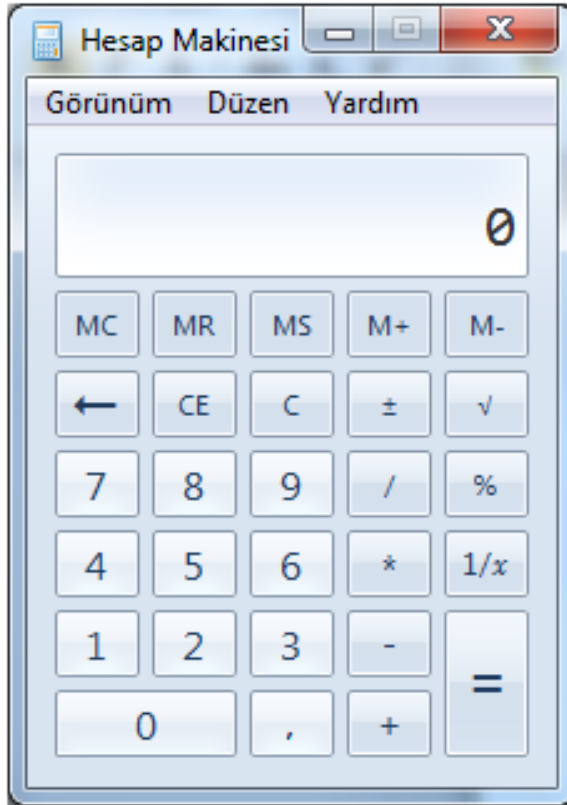 Hesap Makinesi
Görünüm Düzen Yardım
0
MC MR MS M+ M-
← CE C ± √
7 8 9 / %
4 5 6 * 1/x
1 2 3 -
=
0 , +